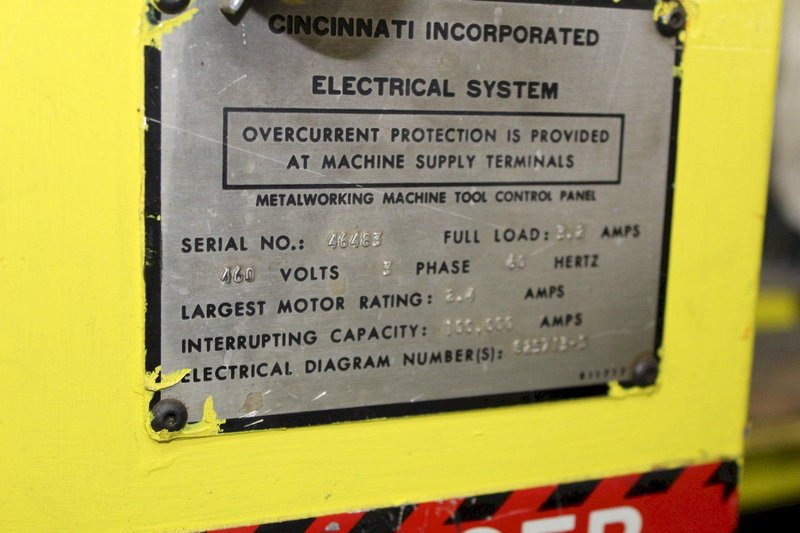 CINCINNATI INCORPORATED
ELECTRICAL SYSTEM
OVERCURRENT PROTECTION IS PROVIDED
AT MACHINE SUPPLY TERMINALS
METALWORKING MACHINE TOOL CONTROL PANEL
SERIAL NO.: 46483 FULL LOAD: AMPS
460 VOLTS 3 PHASE 60 HERTZ
LARGEST MOTOR RATING: AMPS
INTERRUPTING CAPACITY: 100,000 AMPS
ELECTRICAL DIAGRAM NUMBER(S):